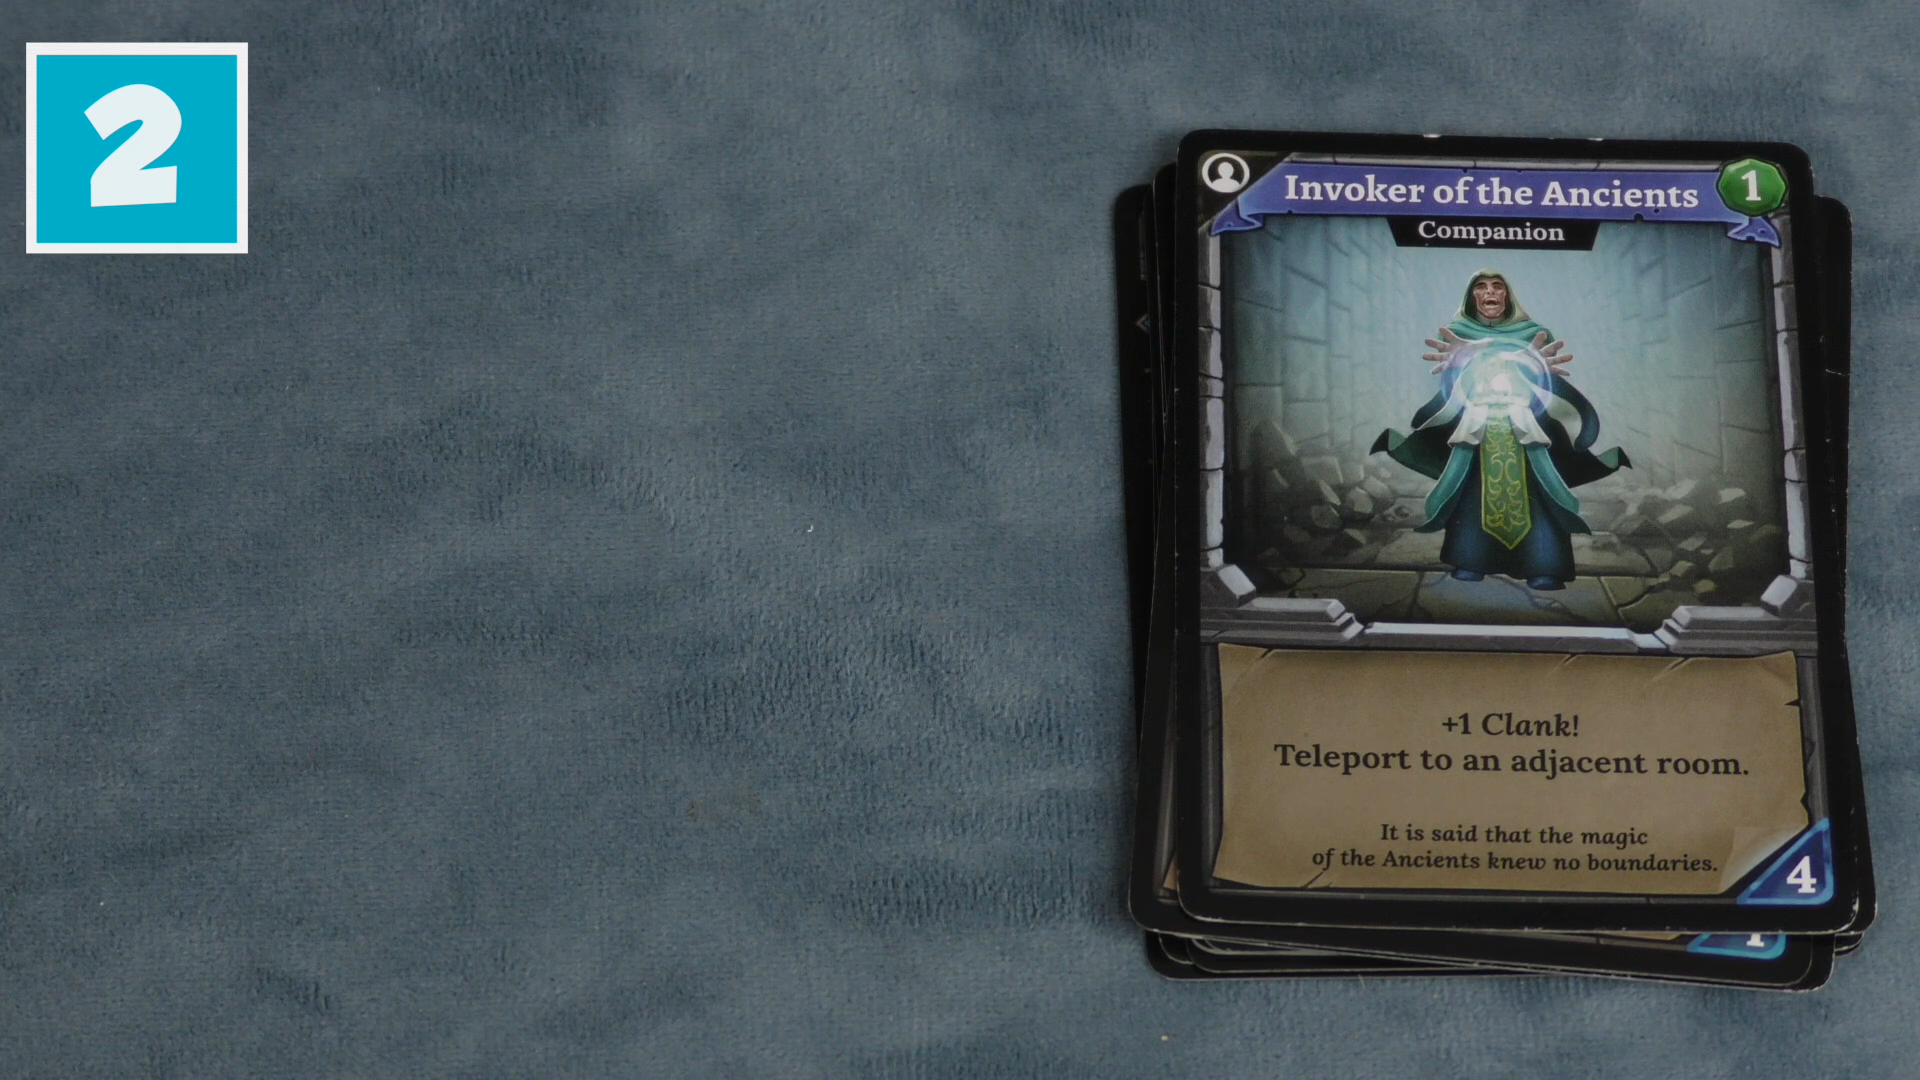 2
Invoker of the Ancients
1
Companion
+1 Clank!
Teleport to an adjacent room.
It is said that the magic
of the Ancients knew no boundaries.
4
1